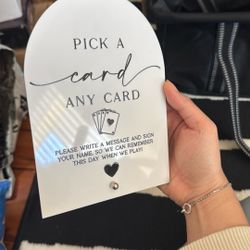 PICK A
card
ANY CARD
PLEASE WRITE A MESSAGE AND SIGN
YOUR NAME, SO WE CAN REMEMBER
THIS DAY WHEN WE PLAY!